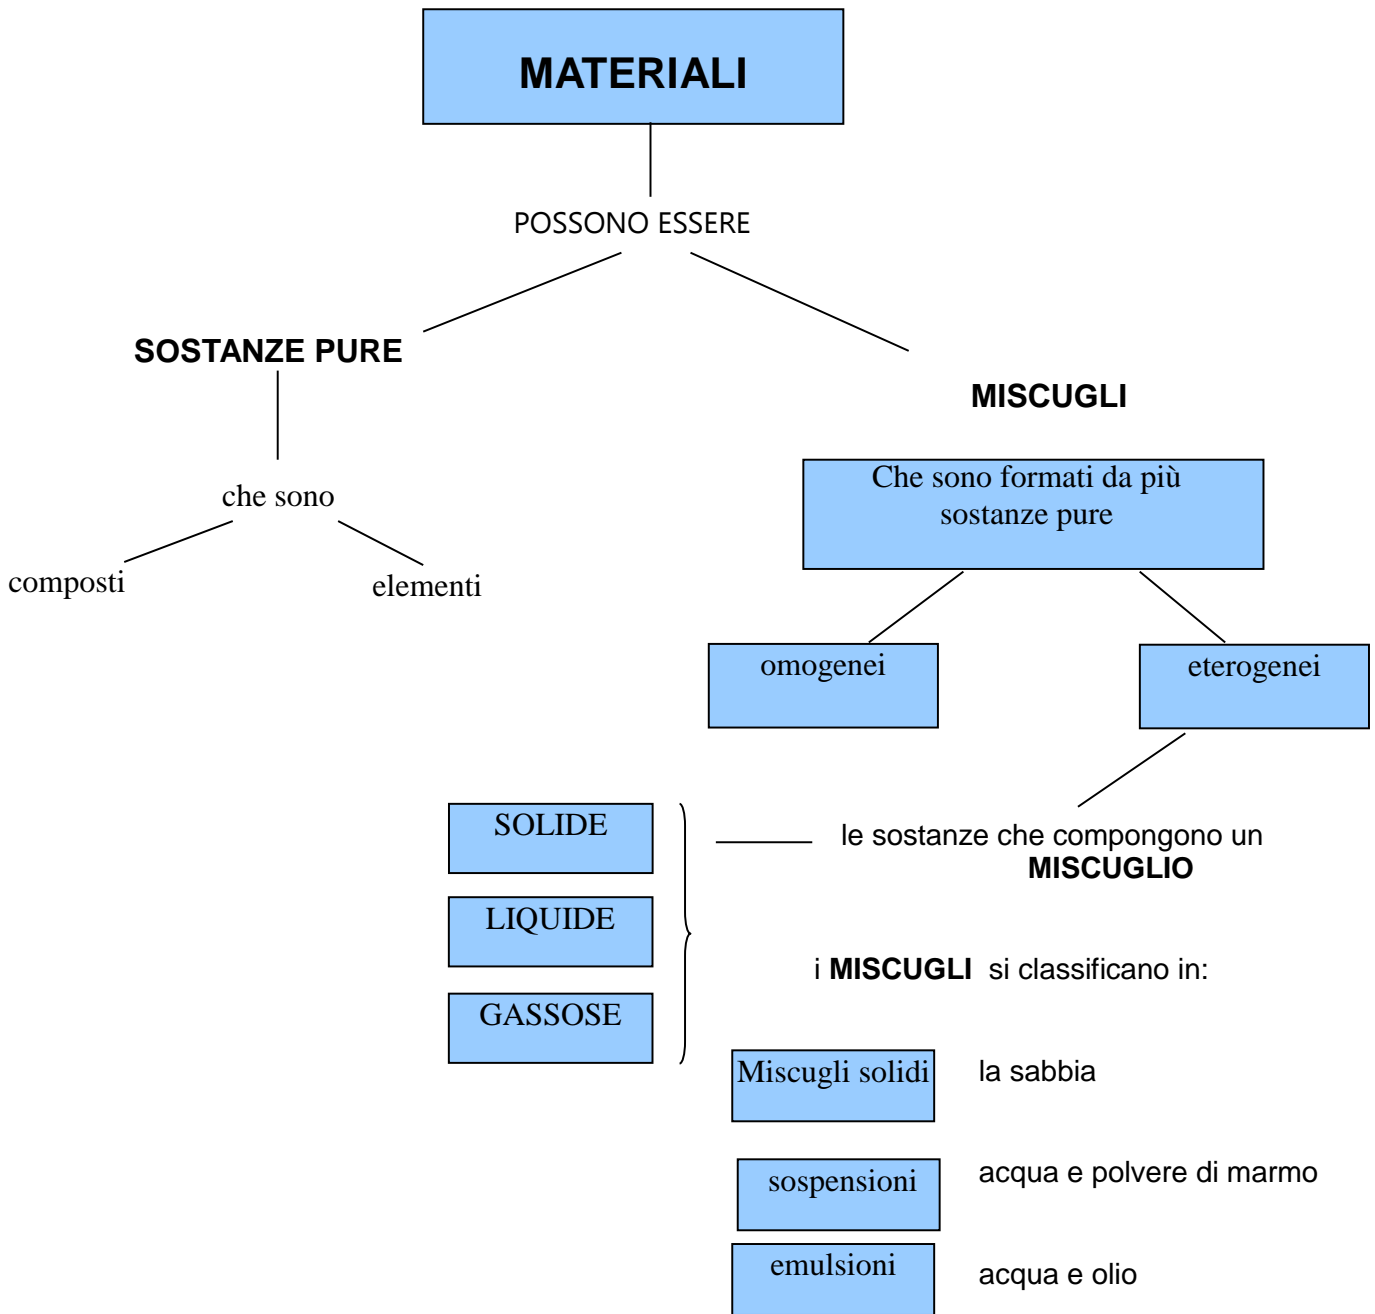 MATERIALI
POSSONO ESSERE
SOSTANZE PURE
MISCUGLI
che sono
composti
elementi
Che sono formati da più
sostanze pure
omogenei
eterogenei
SOLIDE
LIQUIDE
GASSOSE
le sostanze che compongono un
MISCUGLIO
i MISCUGLI si classificano in:
Miscugli solidi
la sabbia
sospensioni
acqua e polvere di marmo
emulsioni
acqua e olio